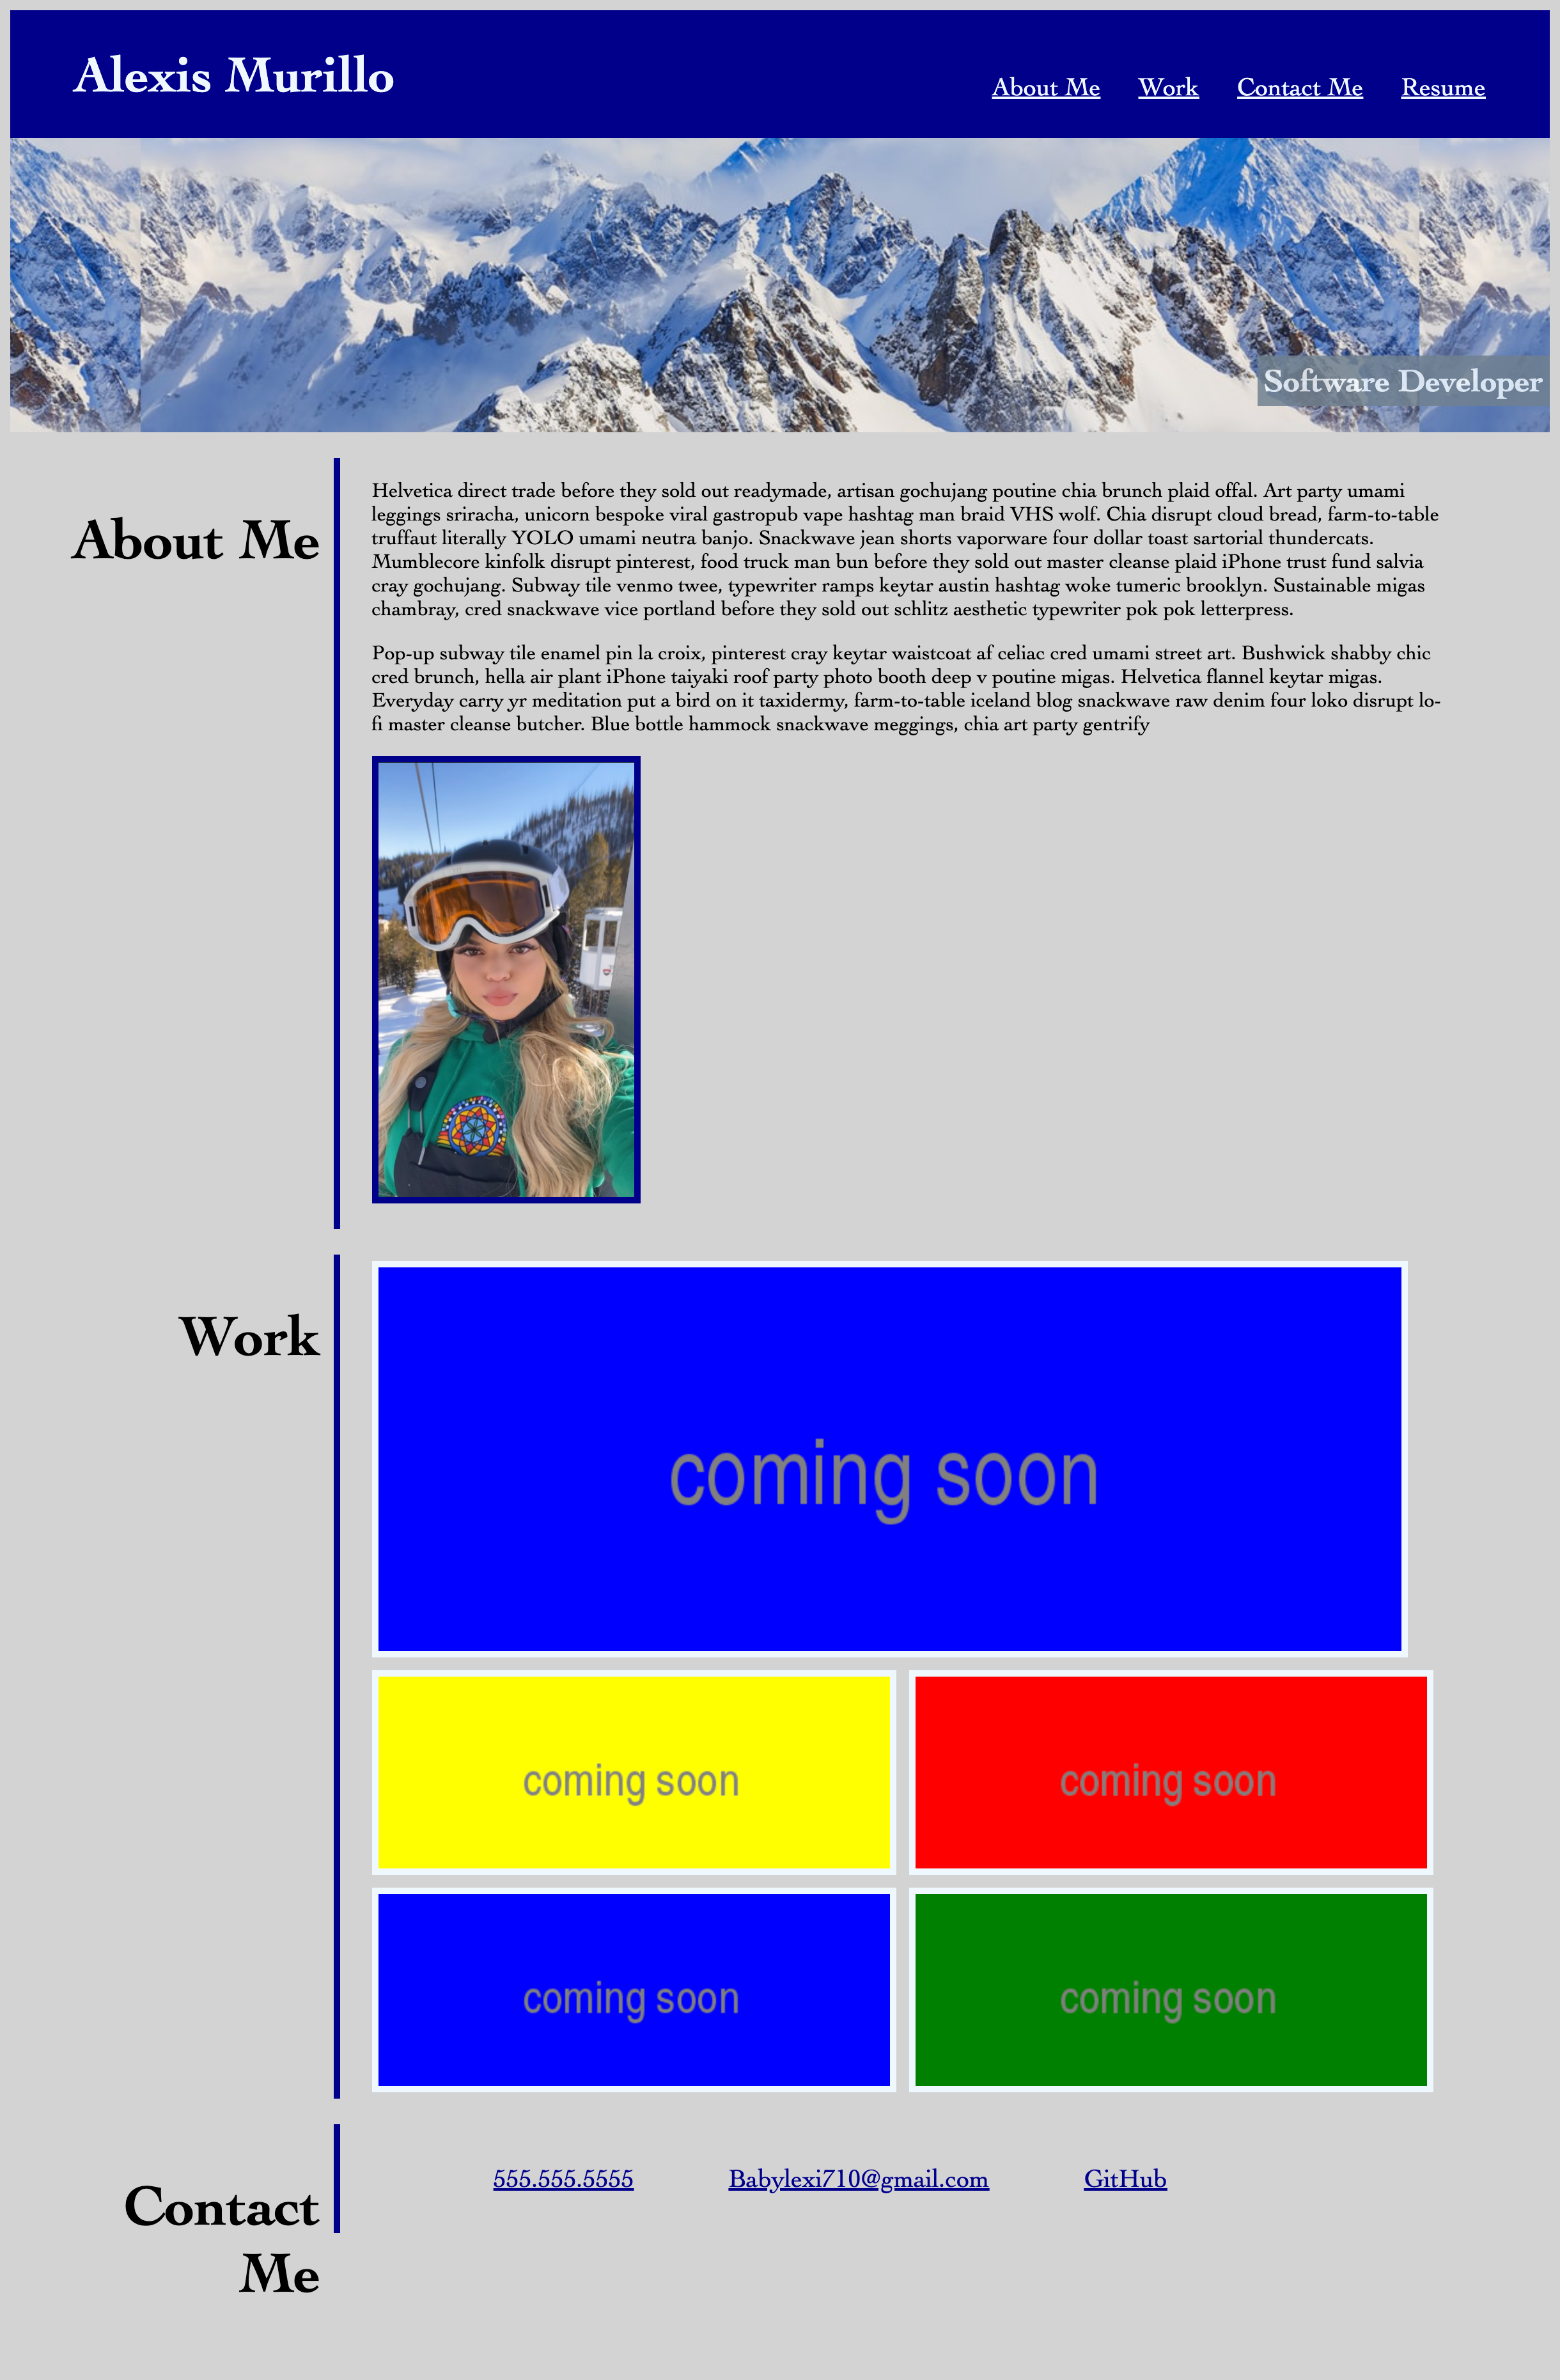 Alexis Murillo
About Me Work Contact Me Resume
Software Developer
About Me
Helvetica direct trade before they sold out readymade, artisan gochujang poutine chia brunch plaid offal. Art party umami
leggings sriracha, unicorn bespoke viral gastropub vape hashtag man braid VHS wolf. Chia disrupt cloud bread, farm-to-table
truffaut literally YOLO umami neutra banjo. Snackwave jean shorts vaporware four dollar toast sartorial thundercats.
Mumblecore kinfolk disrupt pinterest, food truck man bun before they sold out master cleanse plaid iPhone trust fund salvia
cray gochujang. Subway tile venmo twee, typewriter ramps keytar austin hashtag woke tumeric brooklyn. Sustainable migas
chambray, cred snackwave vice portland before they sold out schlitz aesthetic typewriter pok pok letterpress.
Pop-up subway tile enamel pin la croix, pinterest cray keytar waistcoat af celiac cred umami street art. Bushwick shabby chic
cred brunch, hella air plant iPhone taiyaki roof party photo booth deep v poutine migas. Helvetica flannel keytar migas.
Everyday carry yr meditation put a bird on it taxidermy, farm-to-table iceland blog snackwave raw denim four loko disrupt lo-
fi master cleanse butcher. Blue bottle hammock snackwave meggings, chia art party gentrify
Work
coming soon
coming soon
coming soon
coming soon
coming soon
Contact
Me
555.555.5555 Babylexi710@gmail.com GitHub